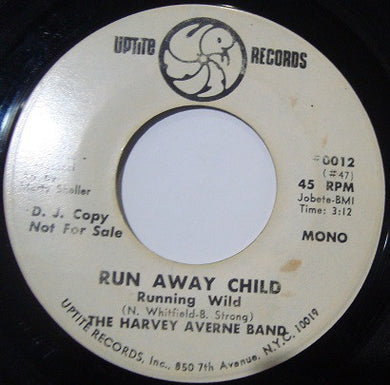 UPTITE RECORDS
#0012
(#47)
45 RPM
Jobete-BMI
Time: 3:12
D. J. Copy
Not For Sale
MONO
RUN AWAY CHILD
Running Wild
(N. Whitfield-B. Strong)
THE HARVEY AVERNE BAND
UPTITE RECORDS, Inc., 850 7th Avenue, N.Y.C. 10019